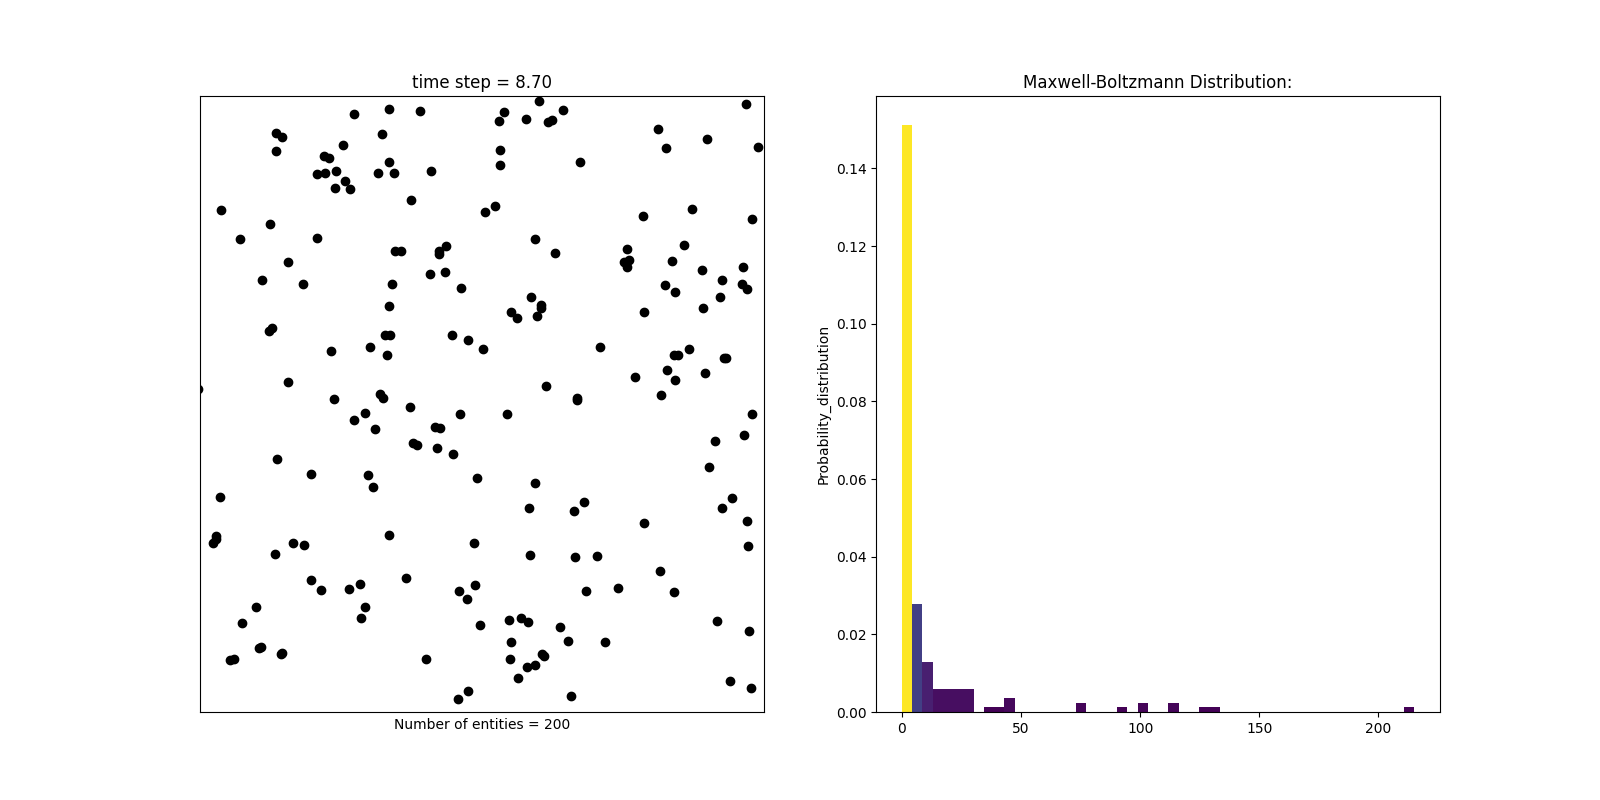 time step = 8.70
Number of entities = 200
Maxwell-Boltzmann Distribution:
Probability_distribution
0.14
0.12
0.10
0.08
0.06
0.04
0.02
0.00
0 50 100 150 200